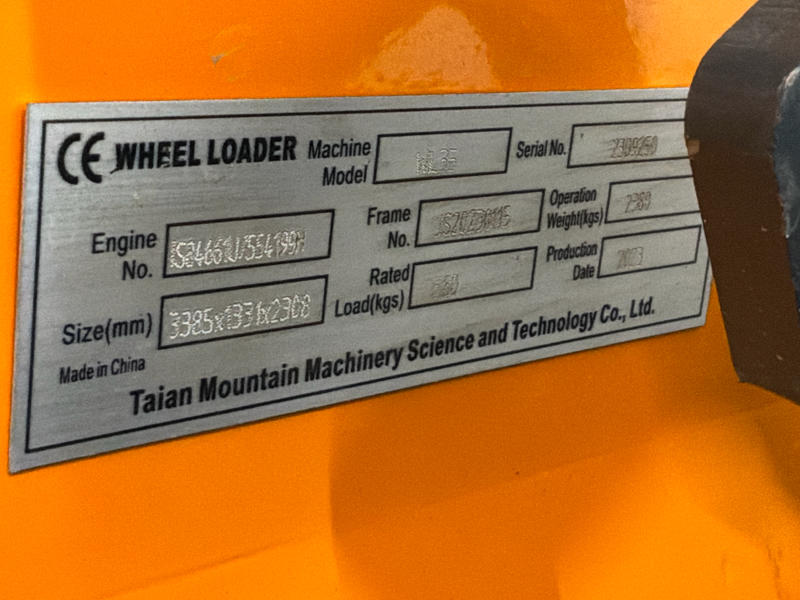 CE WHEEL LOADER
Machine Model
Serial No.
Engine No.
Frame No.
Operation Weight(kgs)
Size(mm) 3385x1331x2308
Rated Load(kgs)
Production Date 2023
Made in China
Taian Mountain Machinery Science and Technology Co., Ltd.